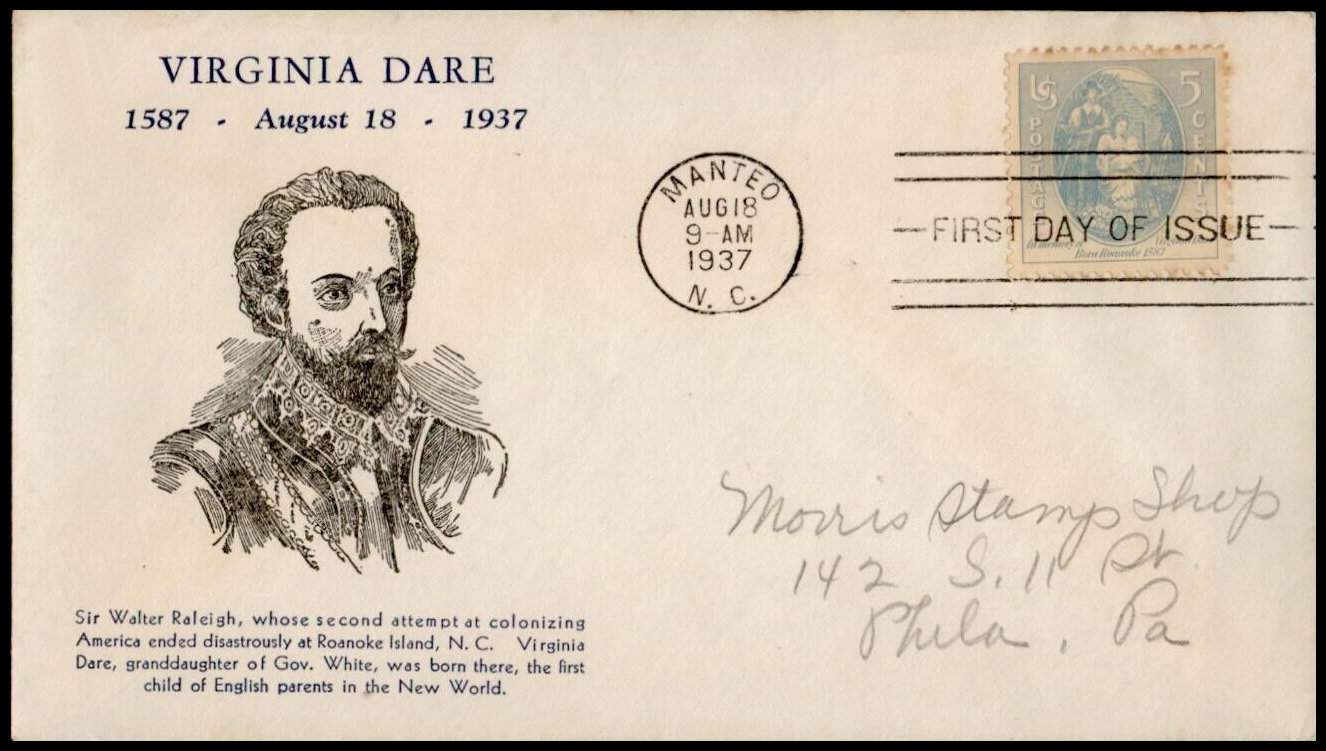 VIRGINIA DARE
1587 - August 18 - 1937
Sir Walter Raleigh, whose second attempt at colonizing
America ended disastrously at Roanoke Island, N. C. Virginia
Dare, granddaughter of Gov. White, was born there, the first
child of English parents in the New World.
MANTEO
AUG 18
9-AM
1937
N. C.
US POSTAGE
5 CENTS
Born Roanoke 1587
—FIRST DAY OF ISSUE—
Morris Stamp Shop
142 S. 11 St.
Phila, Pa